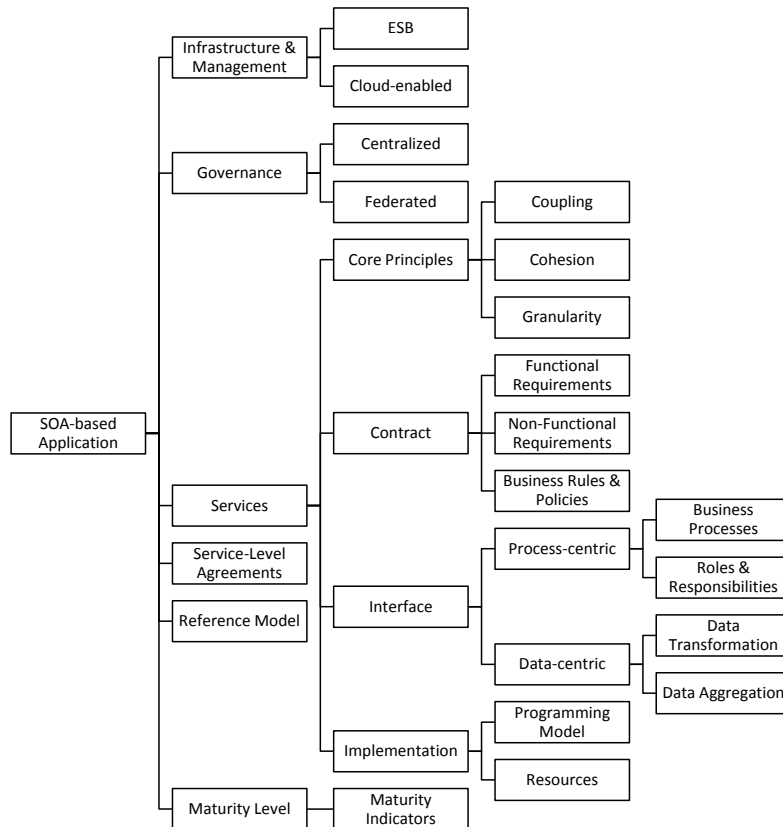 ESB
Infrastructure &
Management
Cloud-enabled
Centralized
Governance
Federated
Coupling
Core Principles
Cohesion
Granularity
Functional
Requirements
SOA-based
Application
Contract
Non-Functional
Requirements
Business Rules &
Policies
Services
Business
Processes
Process-centric
Service-Level
Agreements
Roles &
Responsibilities
Interface
Reference Model
Data
Transformation
Data-centric
Data Aggregation
Programming
Model
Implementation
Resources
Maturity Level
Maturity
Indicators